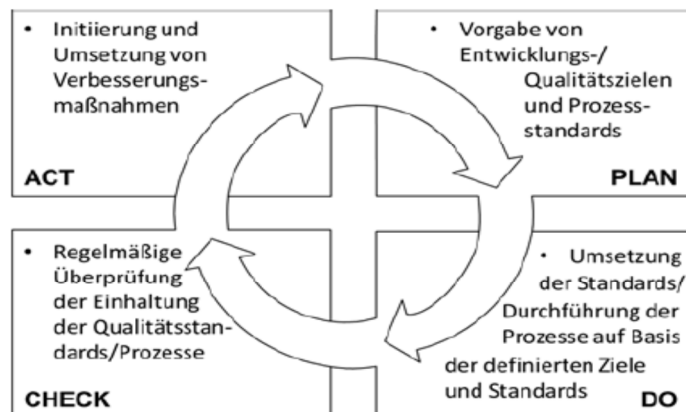 • Initiierung und
Umsetzung von
Verbesserungs-
maßnahmen
ACT
• Vorgabe von
Entwicklungs-/
Qualitätszielen
und Prozess-
standards
PLAN
• Regelmäßige
Überprüfung
der Einhaltung
der Qualitätsstan-
dards/Prozesse
CHECK
• Umsetzung
der Standards/
Durchführung der
Prozesse auf Basis
der definierten Ziele
und Standards
DO